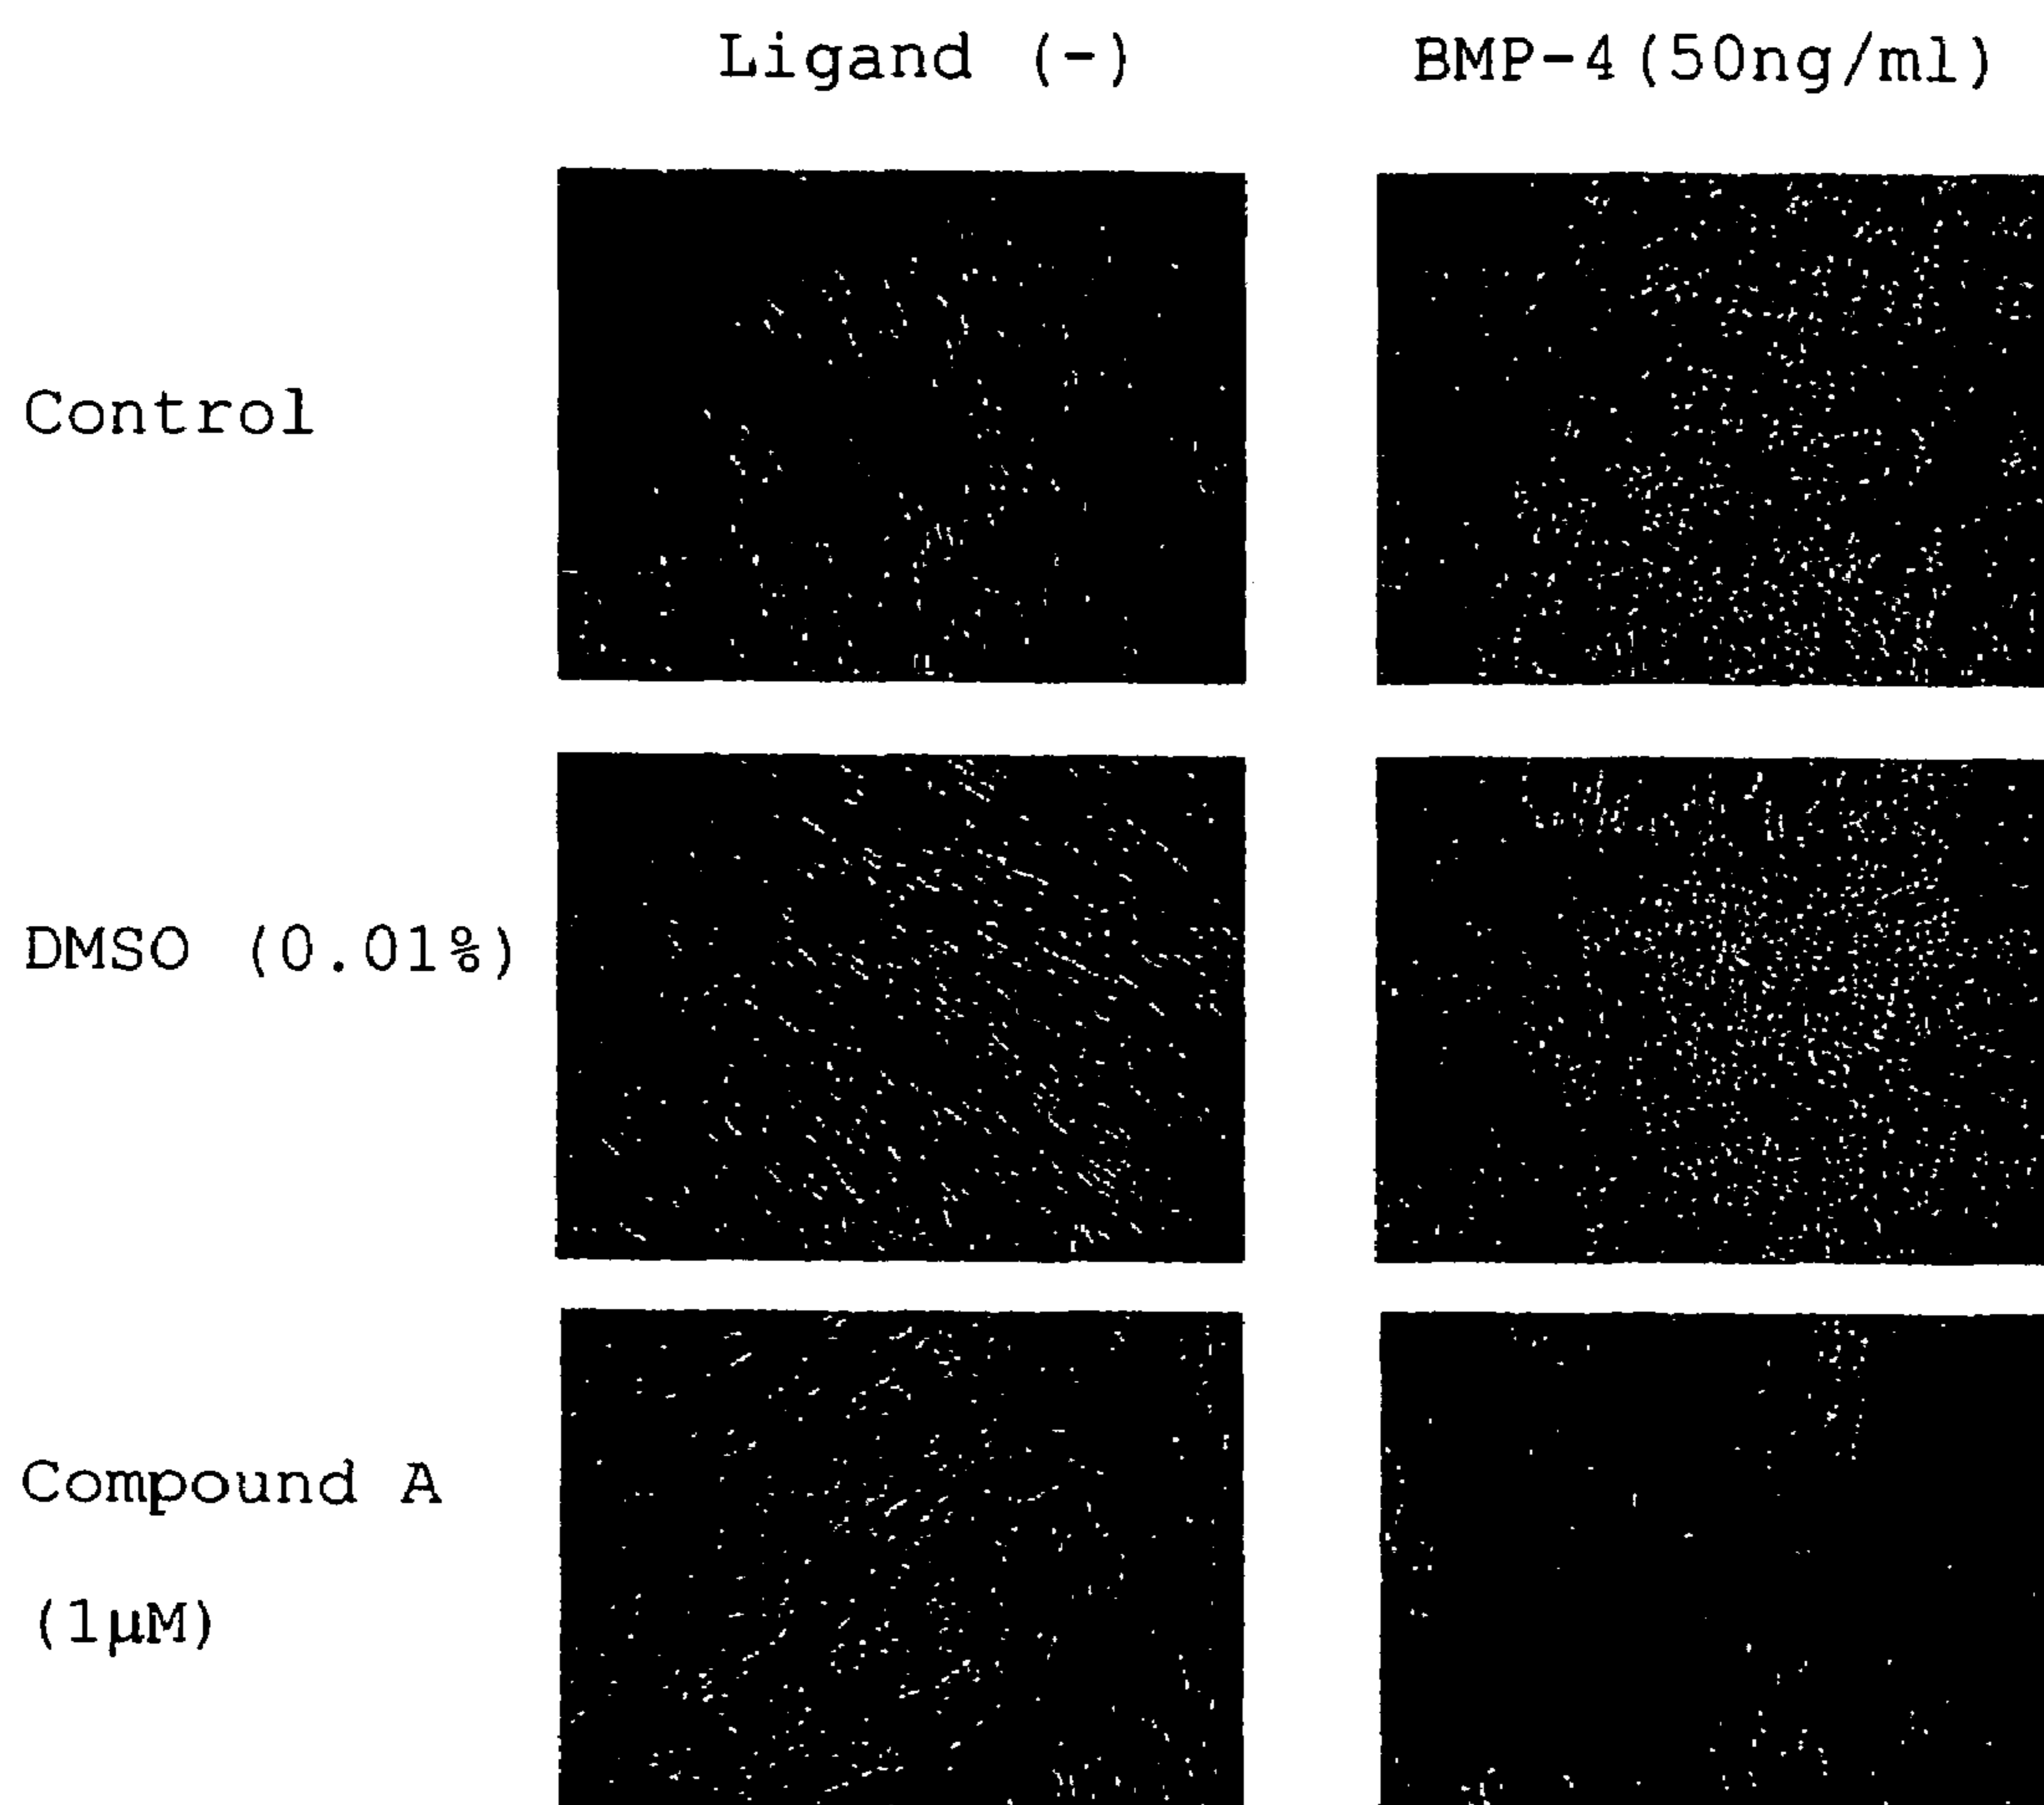 Ligand (-) BMP-4(50ng/ml)
Control
DMSO (0.01%)
Compound A
(1µM)